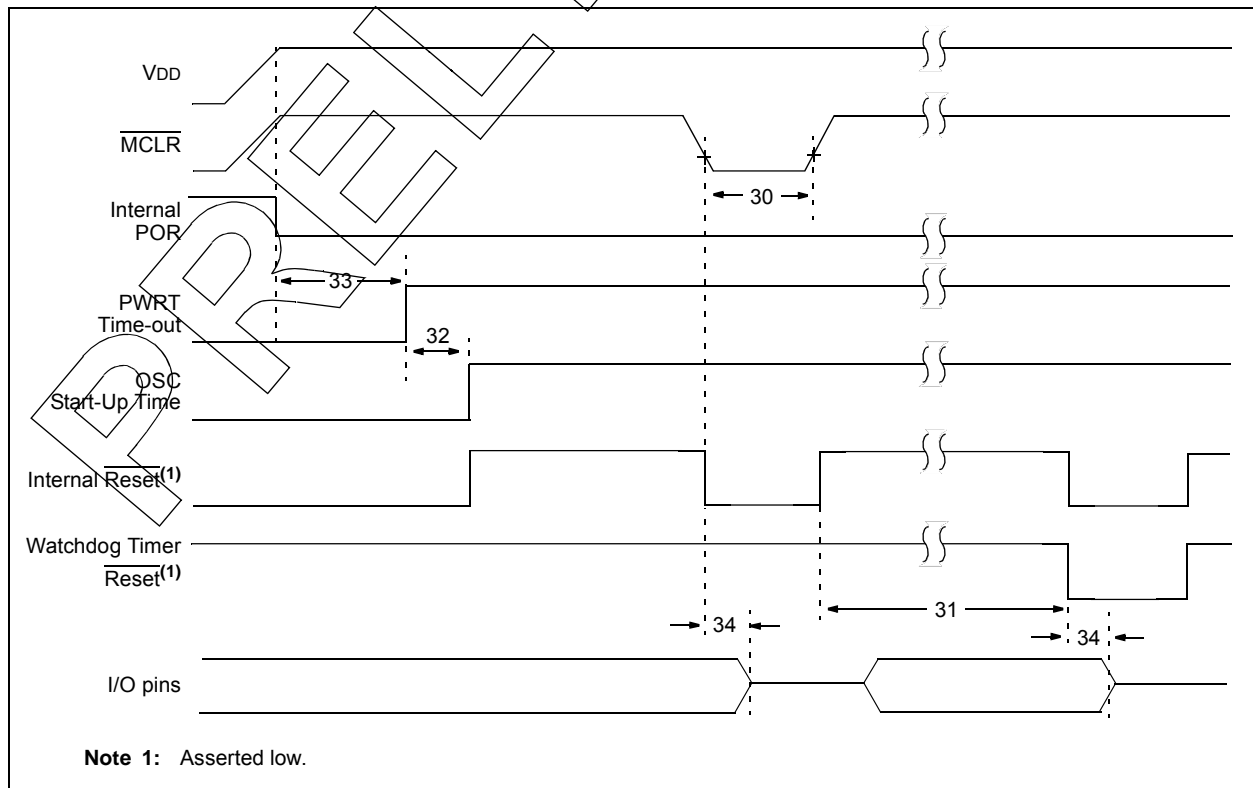 VDD
MCLR
30
Internal
POR
33
PWRT
Time-out
32
OSC
Start-Up Time
Internal Reset(1)
Watchdog Timer
Reset(1)
31
34
34
I/O pins
Note 1: Asserted low.
PREL